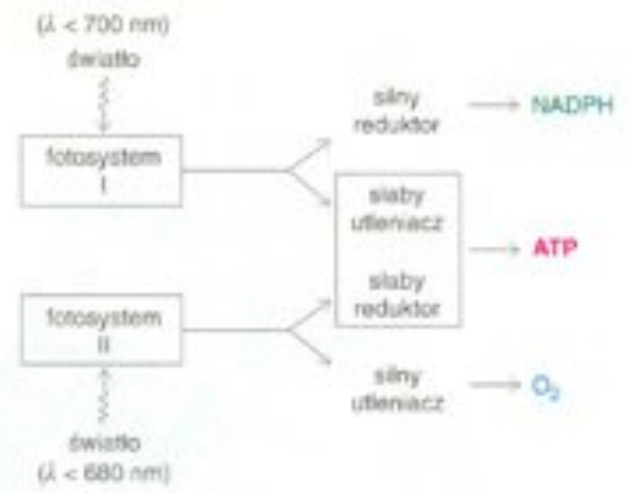 (λ < 700 nm)
światło
fotosystem
I
silny
reduktor
NADPH
słaby
utleniacz
słaby
reduktor
ATP
fotosystem
II
silny
utleniacz
O₂
światło
(λ < 680 nm)